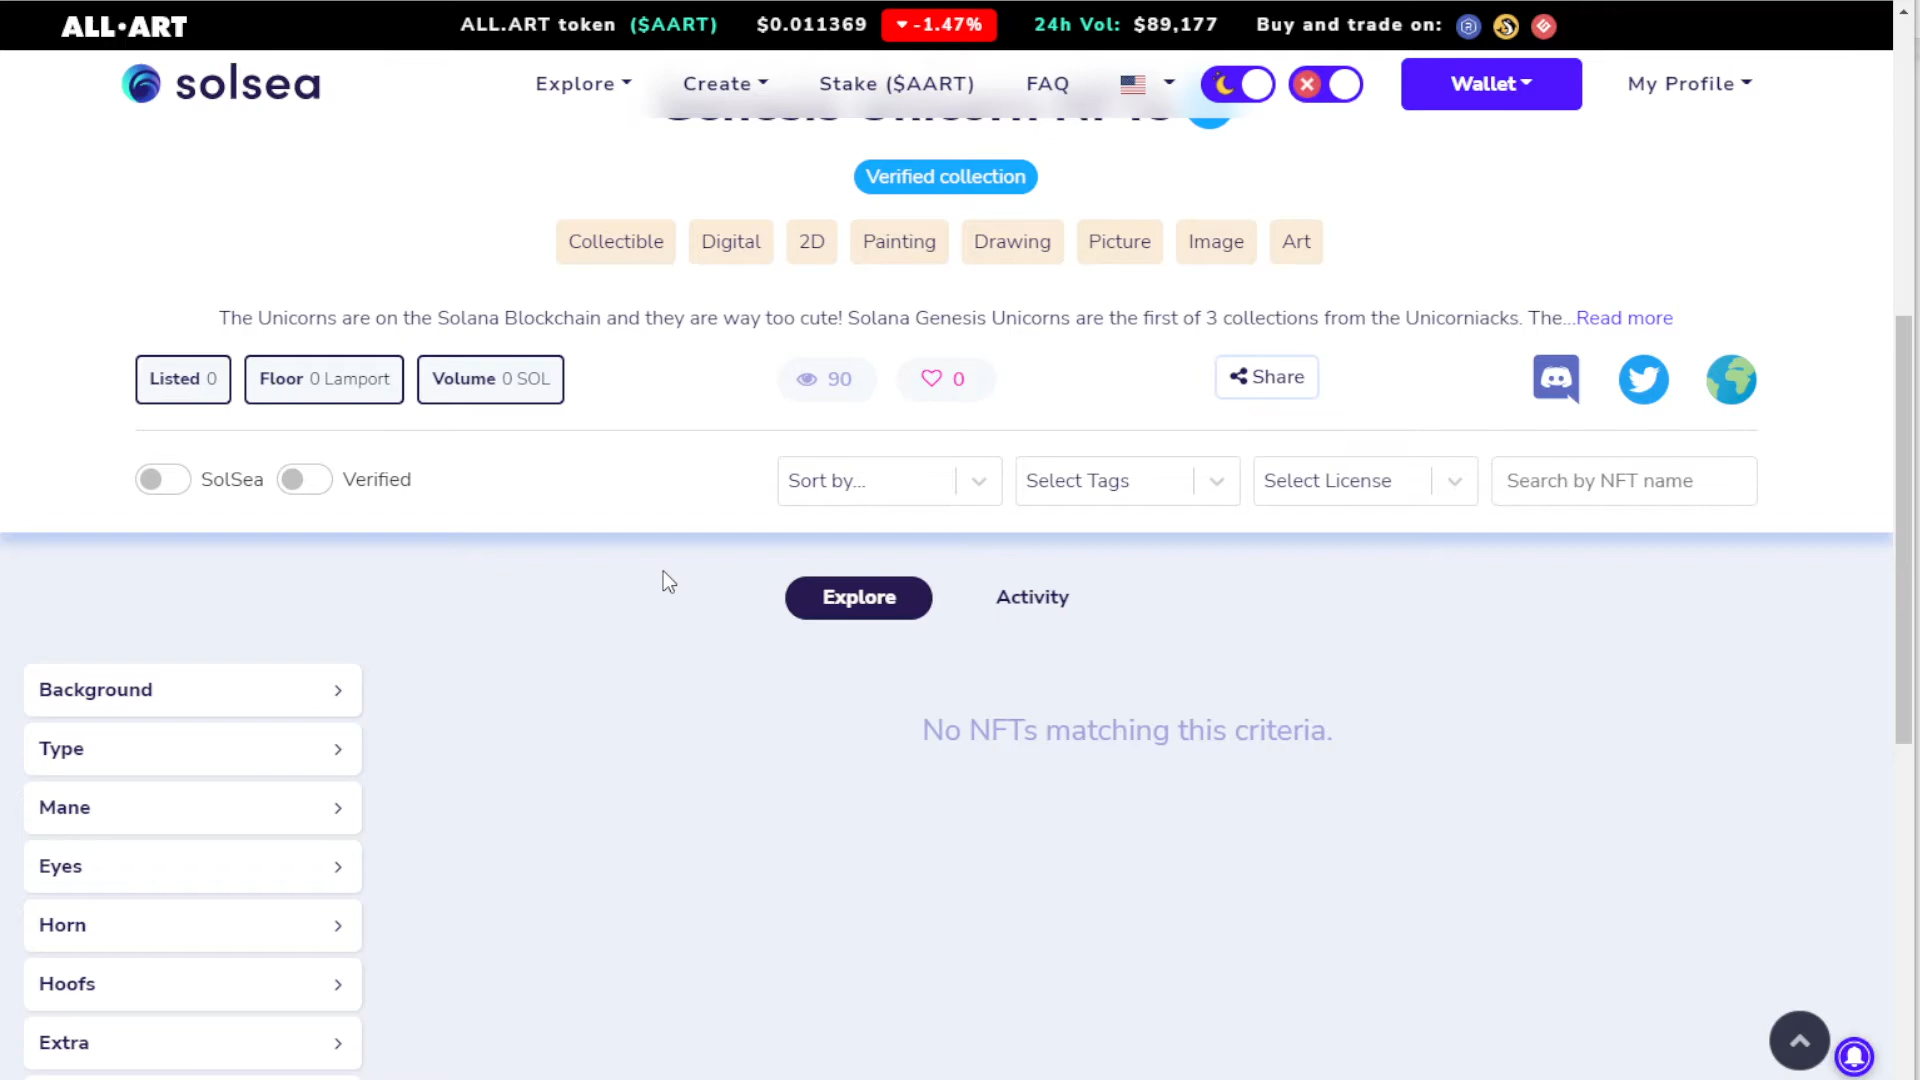 ALL•ART ALL.ART token ($AART) $0.011369 -1.47% 24h Vol: $89,177 Buy and trade on:
solsea Explore Create Stake ($AART) FAQ Wallet My Profile
Genesis Unicorn NFTs
Verified collection
Collectible Digital 2D Painting Drawing Picture Image Art
The Unicorns are on the Solana Blockchain and they are way too cute! Solana Genesis Unicorns are the first of 3 collections from the Unicorniacks. The...Read more
Listed 0 Floor 0 Lamport Volume 0 SOL 90 0 Share
SolSea Verified Sort by... Select Tags Select License Search by NFT name
Explore Activity
Background
No NFTs matching this criteria.
Type
Mane
Eyes
Horn
Hoofs
Extra